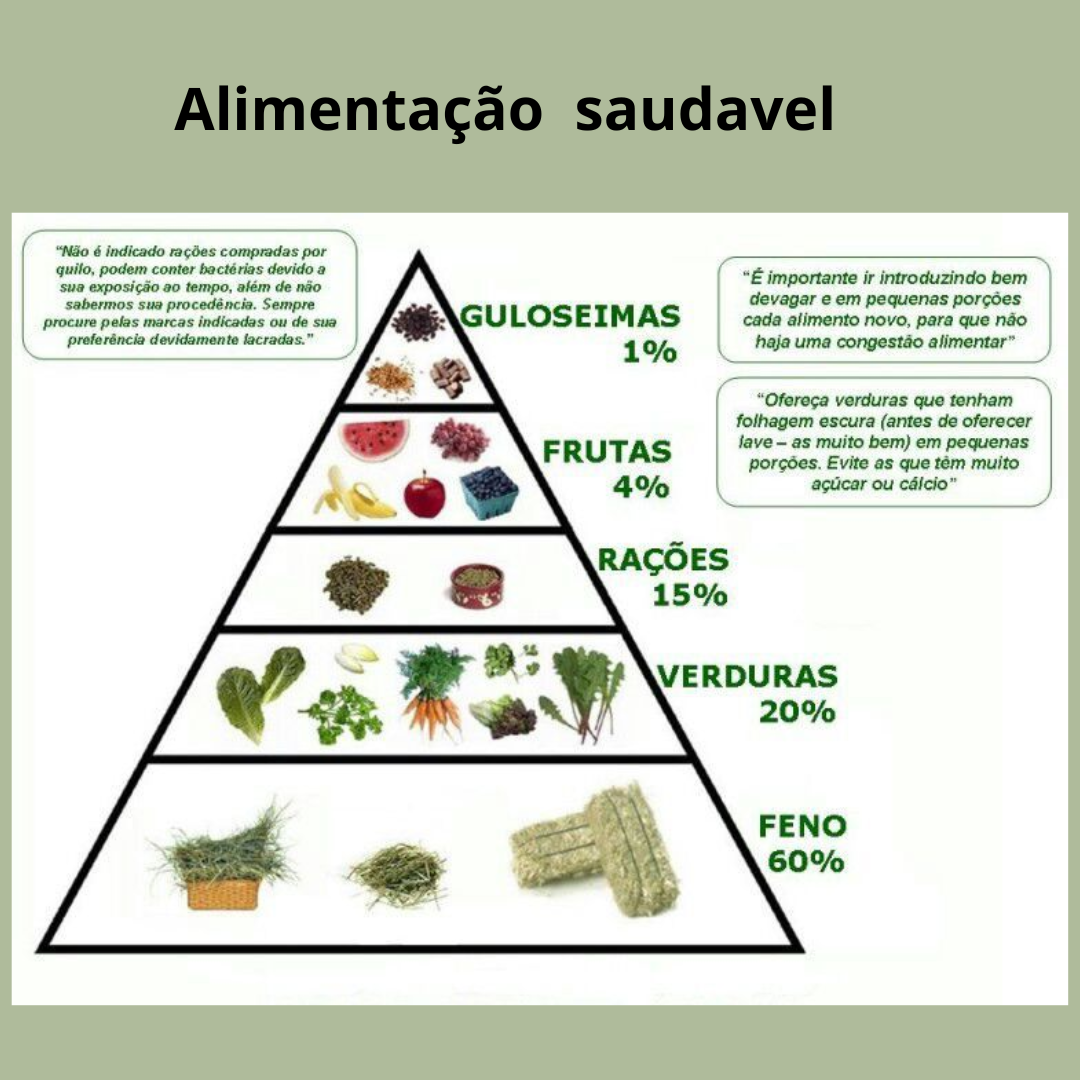 Alimentação saudavel
“Não é indicado rações compradas por
quilo, podem conter bactérias devido a
sua exposição ao tempo, além de não
sabermos sua procedência. Sempre
procure pelas marcas indicadas ou de sua
preferência devidamente lacradas.”
“É importante ir introduzindo bem
devagar e em pequenas porções
cada alimento novo, para que não
haja uma congestão alimentar”
“Ofereça verduras que tenham
folhagem escura (antes de oferecer
lave – as muito bem) em pequenas
porções. Evite as que têm muito
açúcar ou cálcio”
GULOSEIMAS
1%
FRUTAS
4%
RAÇÕES
15%
VERDURAS
20%
FENO
60%